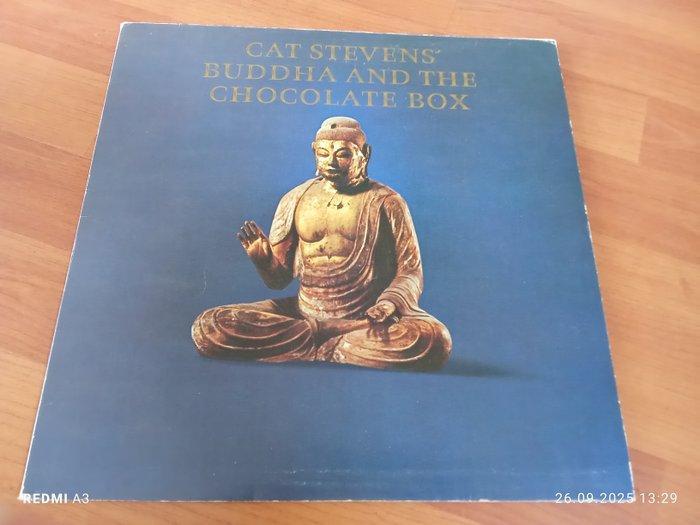 CAT STEVENS'
BUDDHA AND THE
CHOCOLATE BOX
REDMI A3
26.09.2025 13:29